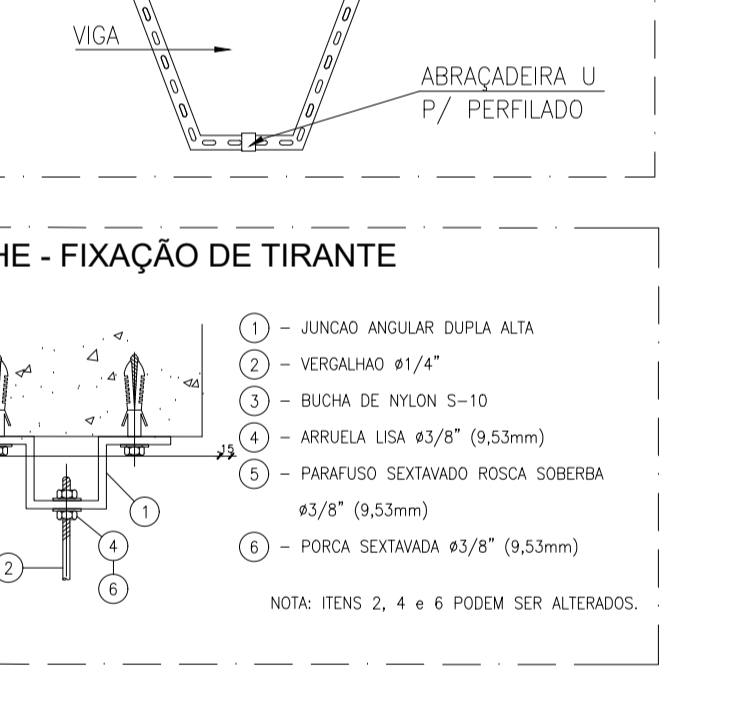 VIGA
ABRAÇADEIRA U
P/ PERFILADO
HE - FIXAÇÃO DE TIRANTE
1 - JUNCAO ANGULAR DUPLA ALTA
2 - VERGALHAO ø1/4"
3 - BUCHA DE NYLON S-10
4 - ARRUELA LISA ø3/8" (9,53mm)
5 - PARAFUSO SEXTAVADO ROSCA SOBERBA
ø3/8" (9,53mm)
6 - PORCA SEXTAVADA ø3/8" (9,53mm)
NOTA: ITENS 2, 4 e 6 PODEM SER ALTERADOS.
15
1
4
2
6